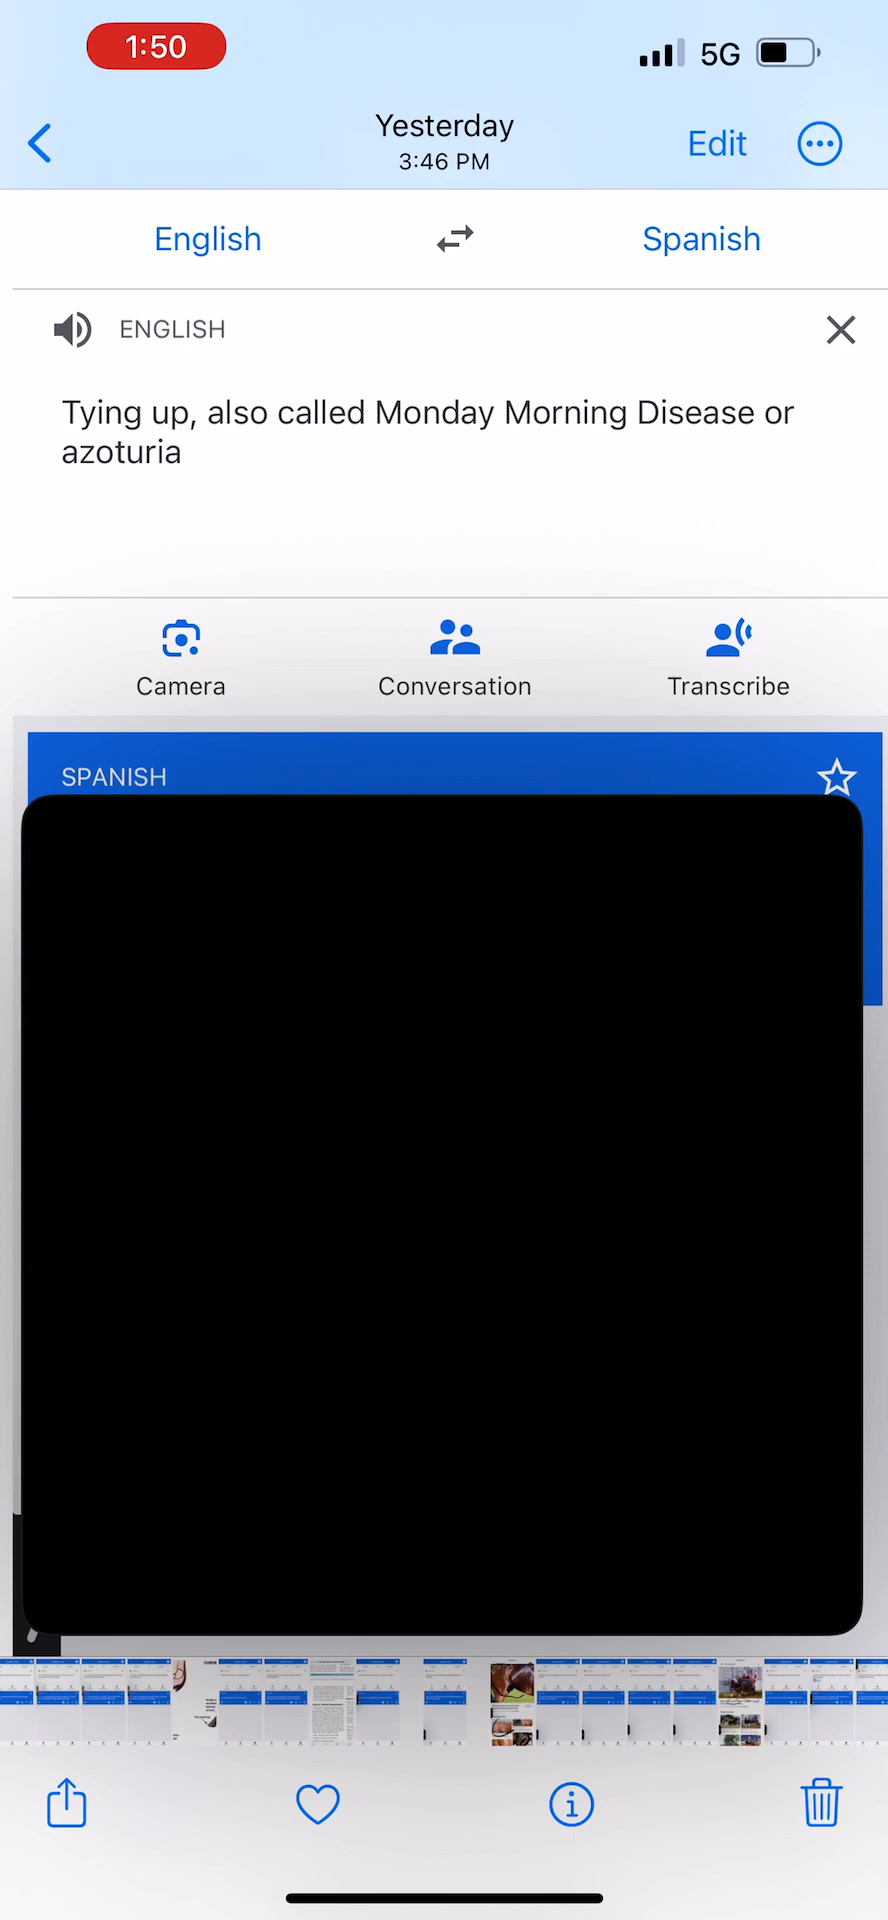 1:50
5G
Yesterday
3:46 PM
Edit
English
Spanish
ENGLISH
Tying up, also called Monday Morning Disease or
azoturia
Camera
Conversation
Transcribe
SPANISH